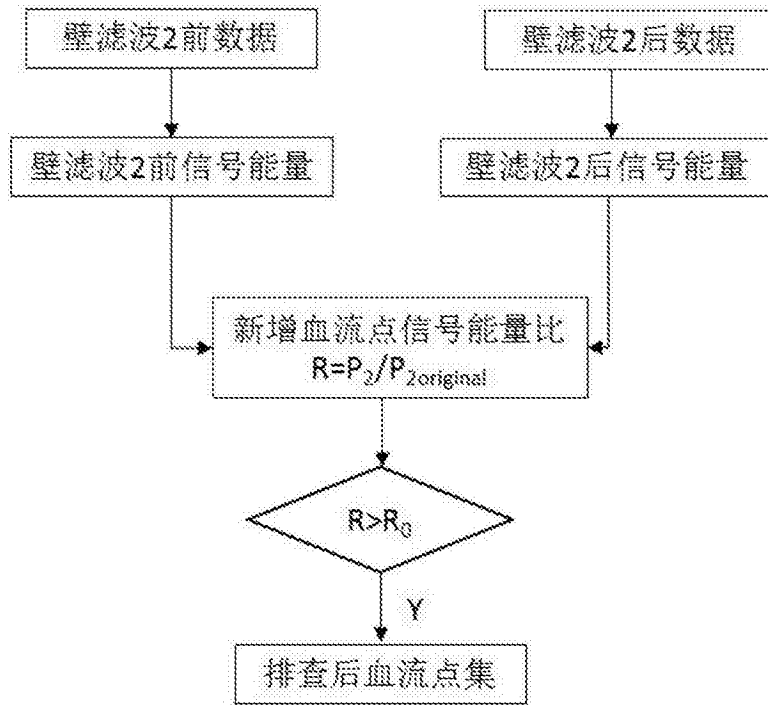 壁滤波2前数据
壁滤波2后数据
壁滤波2前信号能量
壁滤波2后信号能量
新增血流点信号能量比
R=P₂/P₂original
R>R₀
Y
排查后血流点集